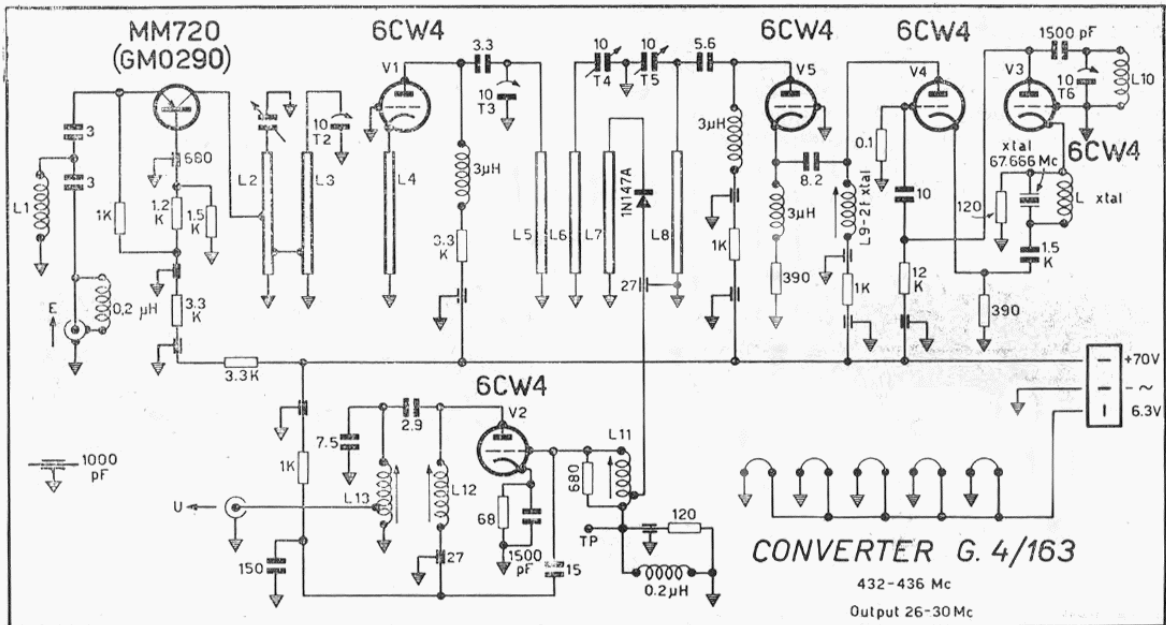 MM720
(GM0290)
6CW4
6CW4
6CW4
1500 pF
V1
3.3
10
T4
10
T5
5.6
V5
V4
V3
L10
10
T3
10
T6
3
3
680
10
T2
L2
L3
L4
3µH
3µH
0.1
6CW4
xtal
67.666 Mc
L1
1K
1.2
K
1.5
K
1N147A
8.2
10
120
L xtal
3µH
L9-2f xtal
3.3
K
L5
L6
L7
L8
1K
1.5
K
E
0,2 µH
3.3
K
27
390
1K
12
K
390
3.3K
+70V
- ~
6.3V
6CW4
V2
2.9
7.5
L11
1000
pF
1K
680
L13
L12
U
68
TP
120
150
27
1500
pF
15
0.2µH
CONVERTER G. 4/163
432-436 Mc
Output 26-30 Mc